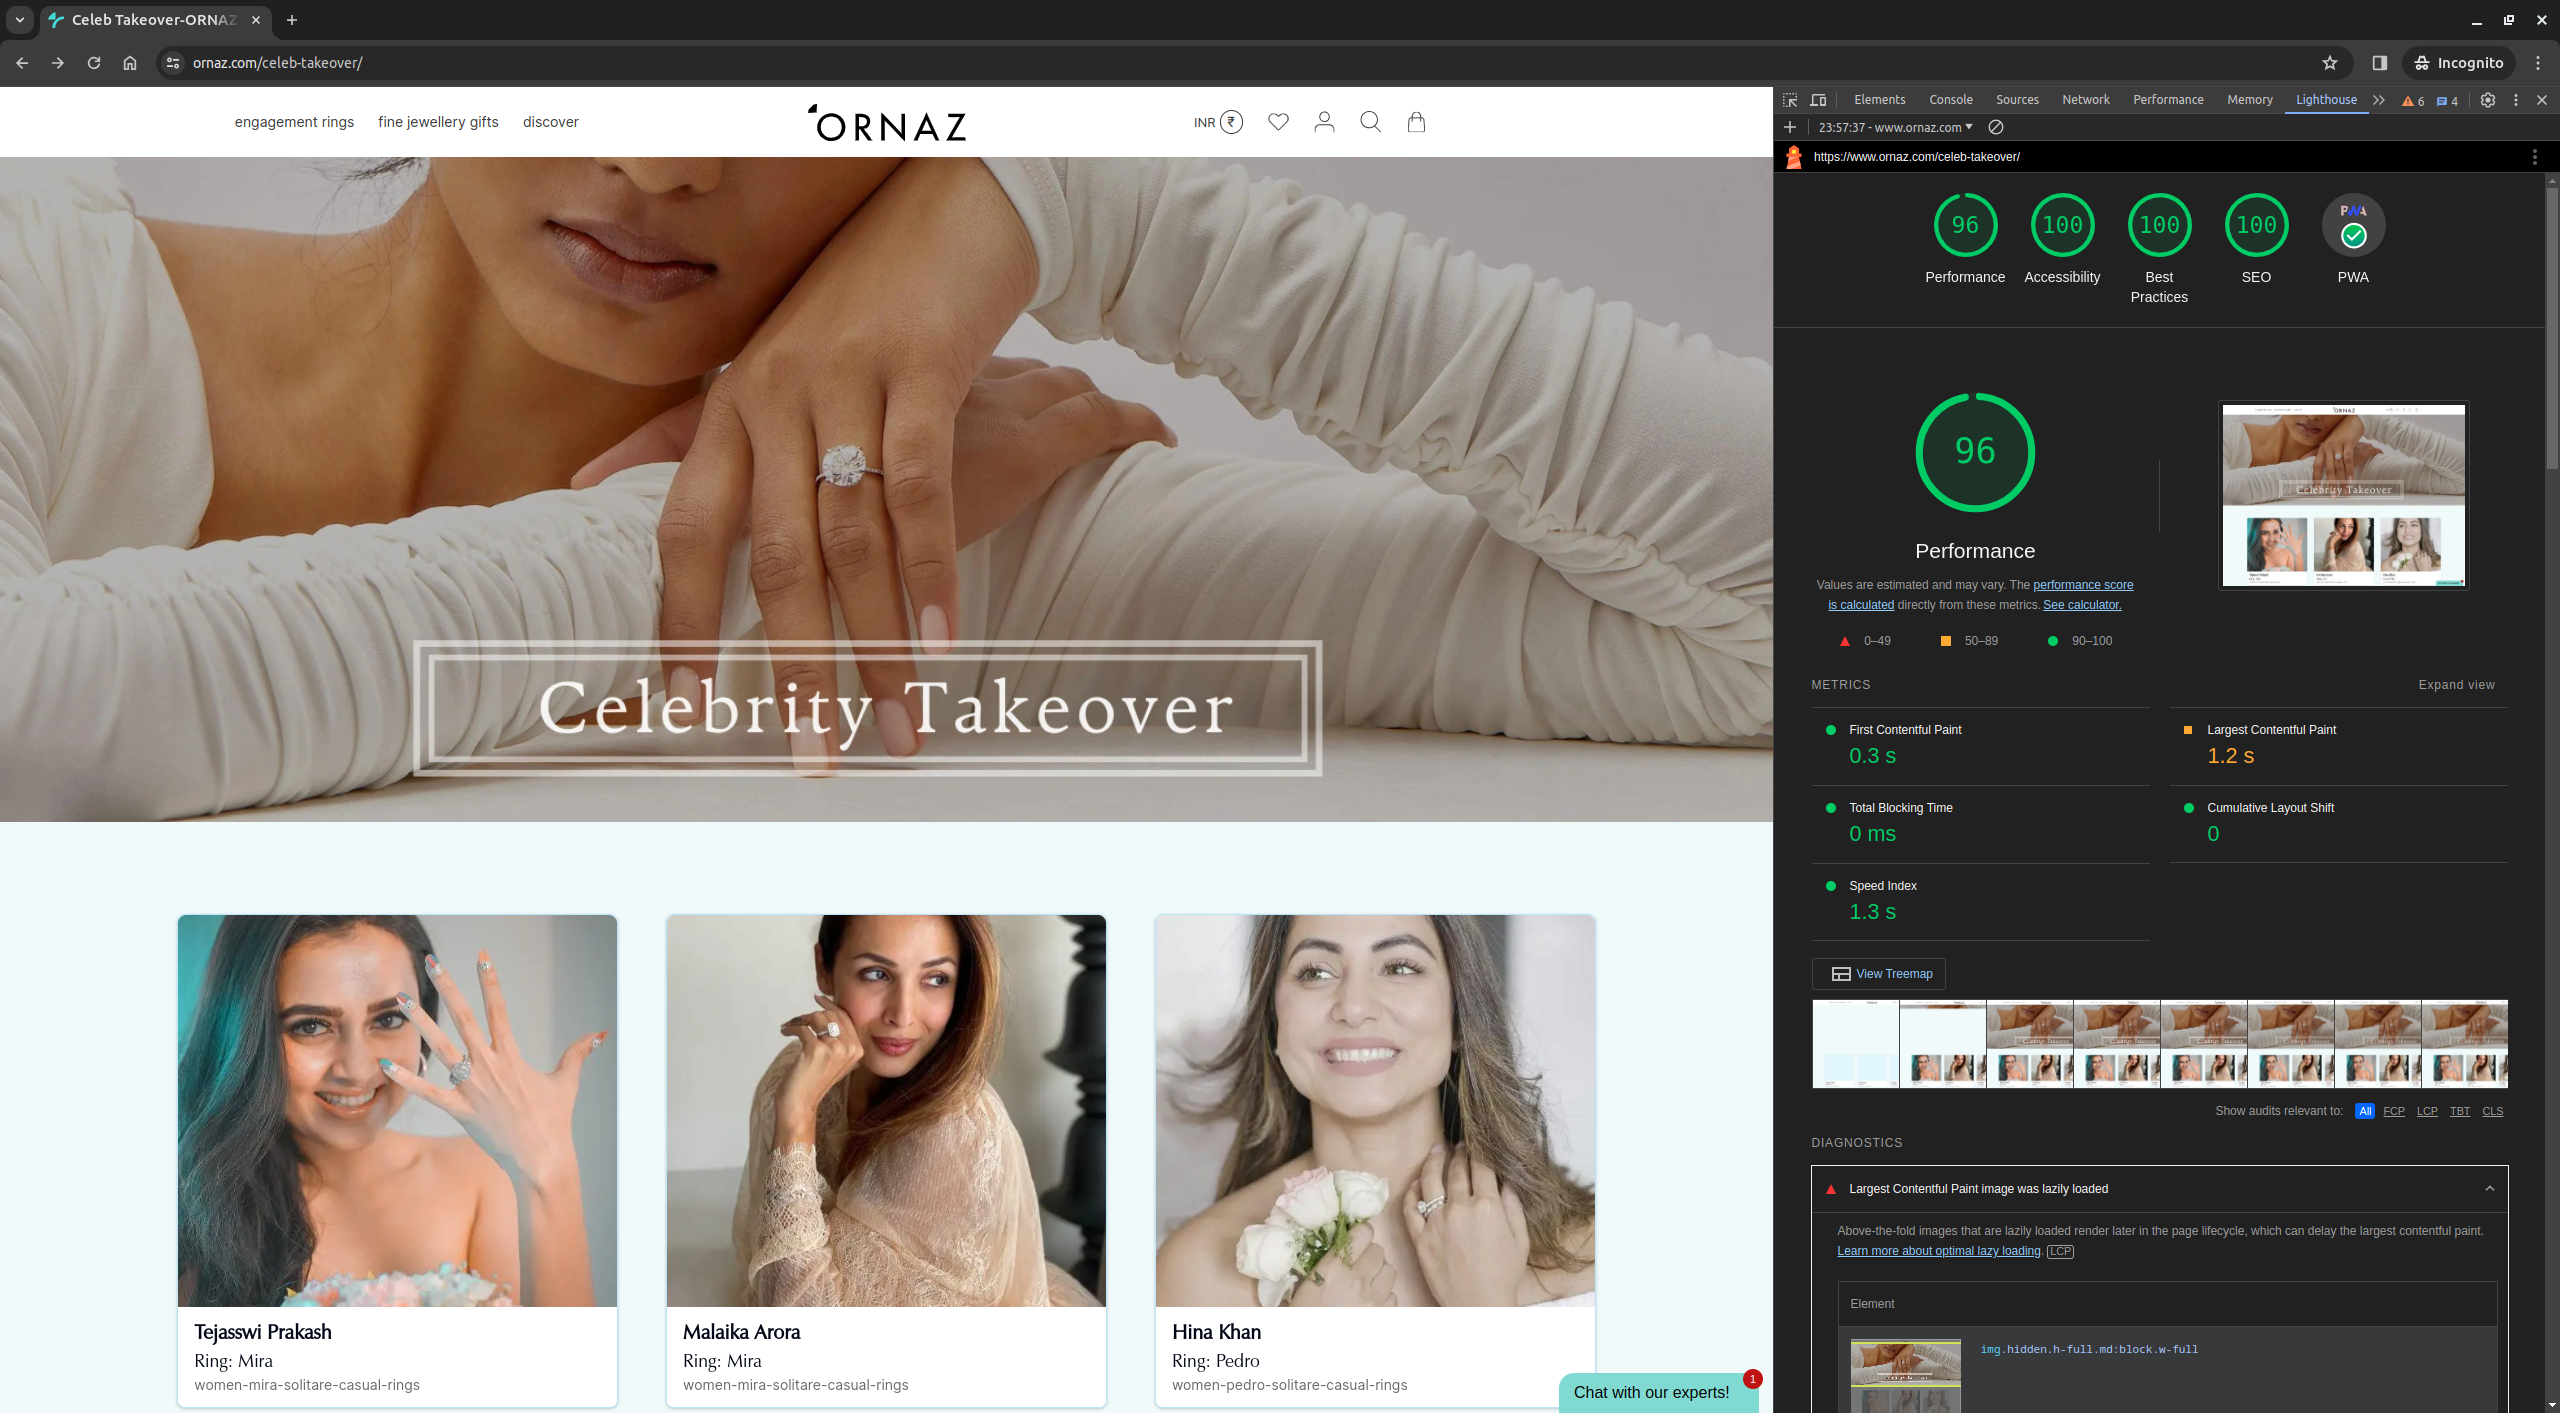 Celeb Takeover-ORNAZ
ornaz.com/celeb-takeover/
Incognito
engagement rings
fine jewellery gifts
discover
ORNAZ
INR ₹
Celebrity Takeover
Tejasswi Prakash
Ring: Mira
women-mira-solitare-casual-rings
Malaika Arora
Ring: Mira
women-mira-solitare-casual-rings
Hina Khan
Ring: Pedro
women-pedro-solitare-casual-rings
Chat with our experts!
1
Elements Console Sources Network Performance Memory Lighthouse 6 4
23:57:37 - www.ornaz.com
https://www.ornaz.com/celeb-takeover/
96 100 100 100 PWA
Performance Accessibility Best Practices SEO PWA
96
Performance
Values are estimated and may vary. The performance score
is calculated directly from these metrics. See calculator.
0–49 50–89 90–100
ORNAZ
Celebrity Takeover
METRICS
Expand view
First Contentful Paint
0.3 s
Largest Contentful Paint
1.2 s
Total Blocking Time
0 ms
Cumulative Layout Shift
0
Speed Index
1.3 s
View Treemap
Show audits relevant to: All FCP LCP TBT CLS
DIAGNOSTICS
Largest Contentful Paint image was lazily loaded
Above-the-fold images that are lazily loaded render later in the page lifecycle, which can delay the largest contentful paint.
Learn more about optimal lazy loading. LCP
Element
img.hidden.h-full.md:block.w-full